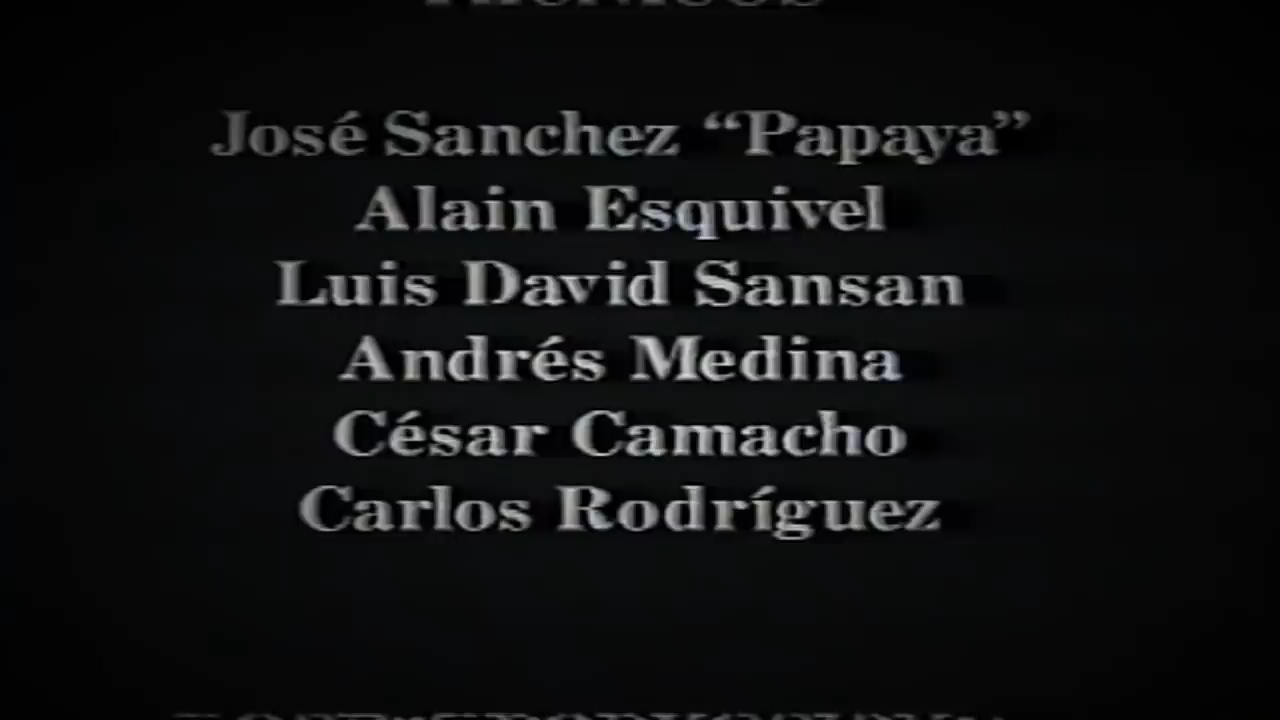 José Sanchez “Papaya”
Alain Esquivel
Luis David Sansan
Andrés Medina
César Camacho
Carlos Rodríguez